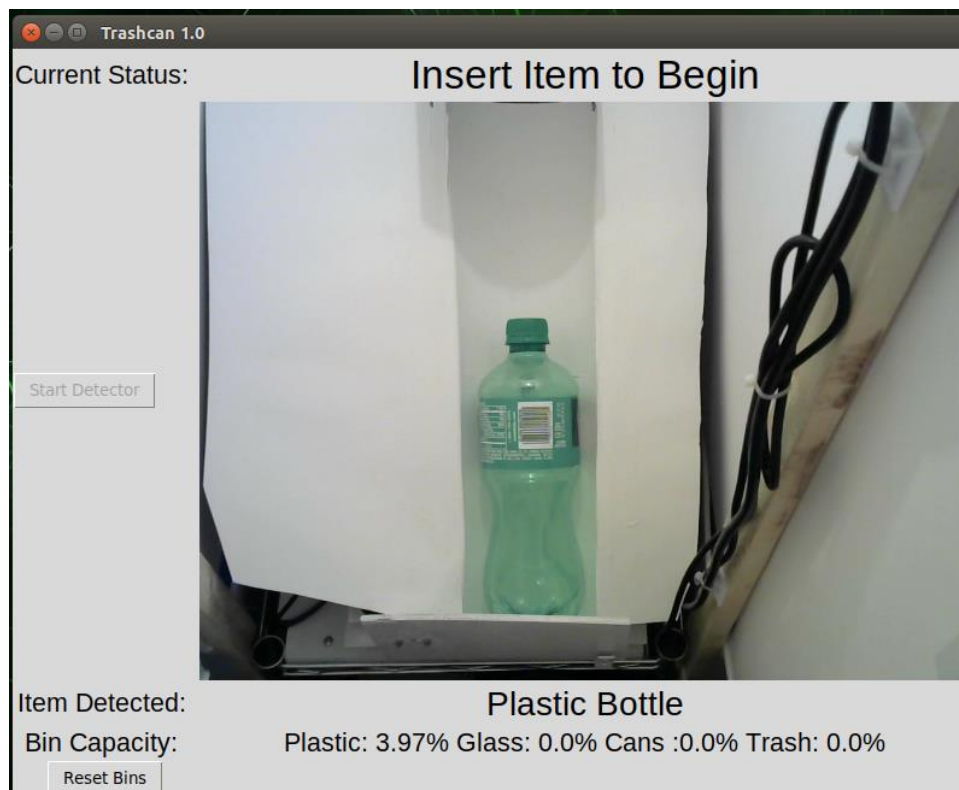 Trashcan 1.0
Current Status:
Insert Item to Begin
Start Detector
Item Detected:
Plastic Bottle
Bin Capacity:
Plastic: 3.97% Glass: 0.0% Cans :0.0% Trash: 0.0%
Reset Bins